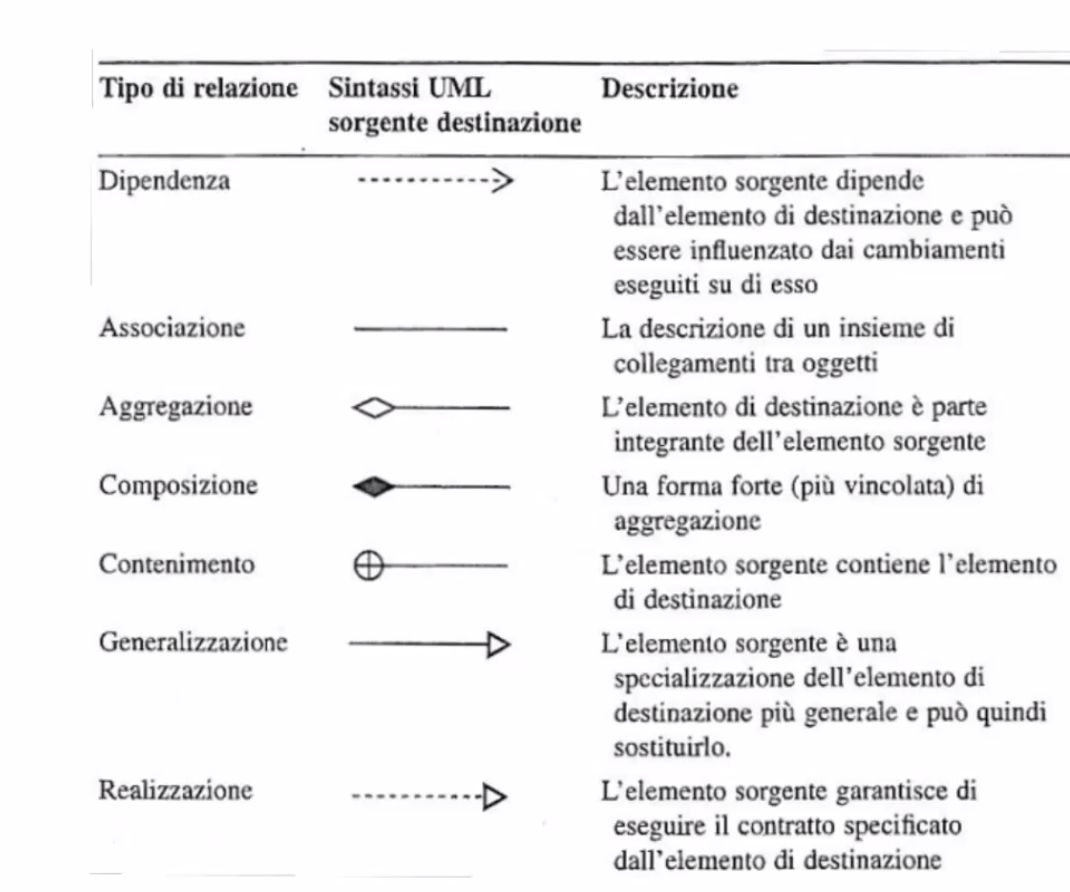 Tipo di relazione Sintassi UML Descrizione
sorgente destinazione
Dipendenza L'elemento sorgente dipende
dall'elemento di destinazione e può
essere influenzato dai cambiamenti
eseguiti su di esso
Associazione La descrizione di un insieme di
collegamenti tra oggetti
Aggregazione L'elemento di destinazione è parte
integrante dell'elemento sorgente
Composizione Una forma forte (più vincolata) di
aggregazione
Contenimento L'elemento sorgente contiene l'elemento
di destinazione
Generalizzazione L'elemento sorgente è una
specializzazione dell'elemento di
destinazione più generale e può quindi
sostituirlo.
Realizzazione L'elemento sorgente garantisce di
eseguire il contratto specificato
dall'elemento di destinazione